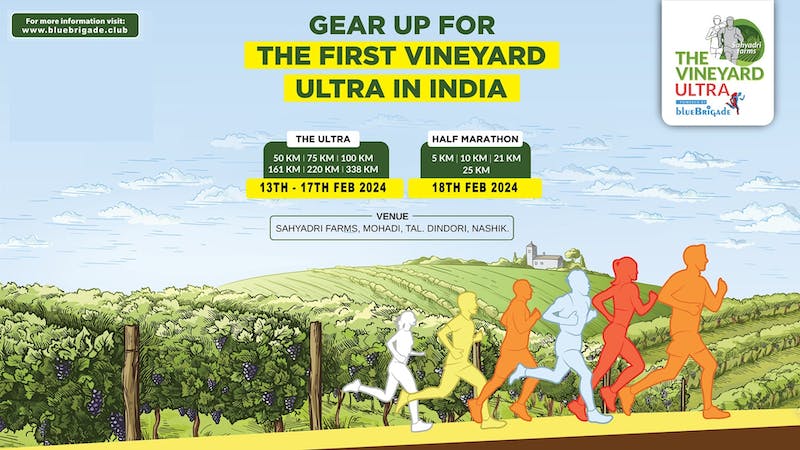 For more information visit:
www.bluebrigade.club
GEAR UP FOR
THE FIRST VINEYARD
ULTRA IN INDIA
Sahyadri
farms
THE
VINEYARD
ULTRA
POWERED BY
blueBrigade
THE ULTRA
50 KM | 75 KM | 100 KM
161 KM | 220 KM | 338 KM
13TH - 17TH FEB 2024
HALF MARATHON
5 KM | 10 KM | 21 KM
25 KM
18TH FEB 2024
VENUE
SAHYADRI FARMS, MOHADI, TAL. DINDORI, NASHIK.